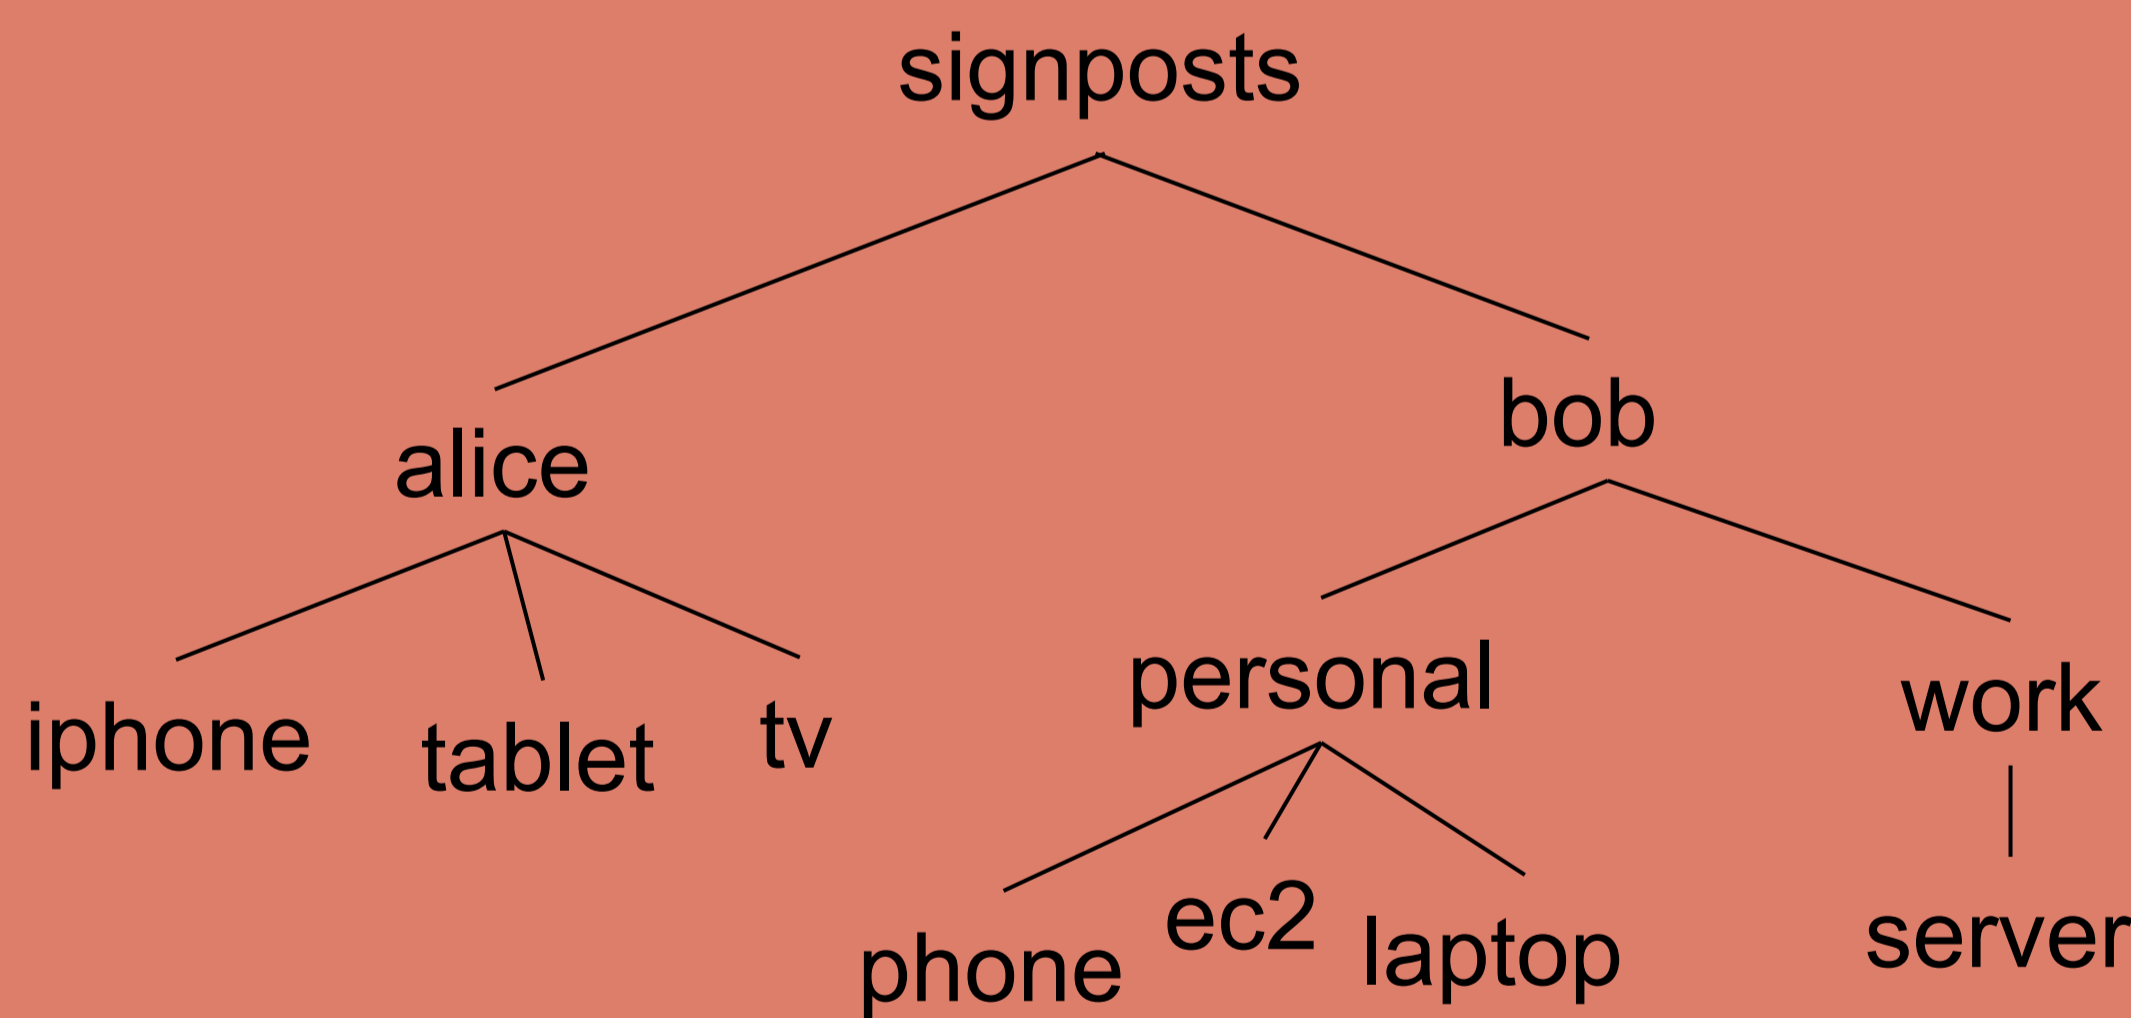 signposts
alice
bob
iphone
tablet
tv
personal
work
phone
ec2
laptop
server